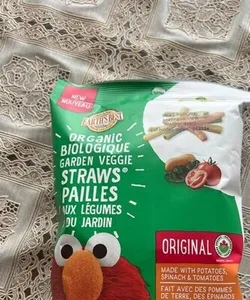 NEW
NOUVEAU
EARTH'S BEST
ORGANIC
BIOLOGIQUE
GARDEN VEGGIE
STRAWS®
PAILLES
AUX LÉGUMES
DU JARDIN
ORIGINAL
MADE WITH POTATOES,
SPINACH & TOMATOES
FAIT AVEC DES POMMES
DE TERRE, DES ÉPINARDS